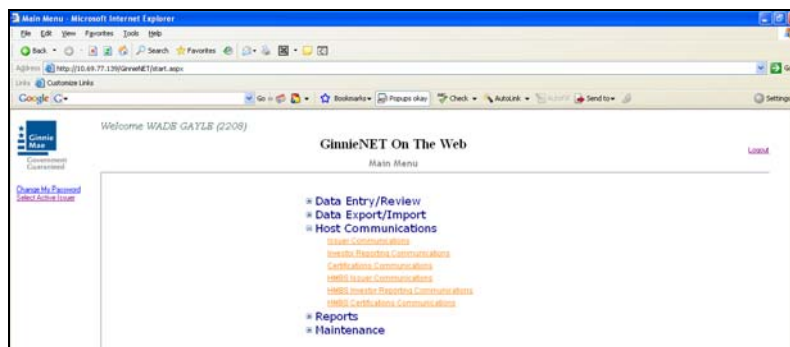 Main Menu - Microsoft Internet Explorer
File Edit View Favorites Tools Help
Back Search Favorites
Address http://10.69.77.139/GinnieNET/start.aspx
Links Customize Links
Google G Go Bookmarks Popups okay Check AutoLink AutoFill Send to Settings
Ginnie Mae
Government Guaranteed
Welcome WADE GAYLE (2208)
GinnieNET On The Web
Main Menu
Logout
Change My Password
Select Active Issuer
Data Entry/Review
Data Export/Import
Host Communications
Issuer Communications
Investor Reporting Communications
Certifications Communications
HMBS Issuer Communications
HMBS Investor Reporting Communications
HMBS Certifications Communications
Reports
Maintenance